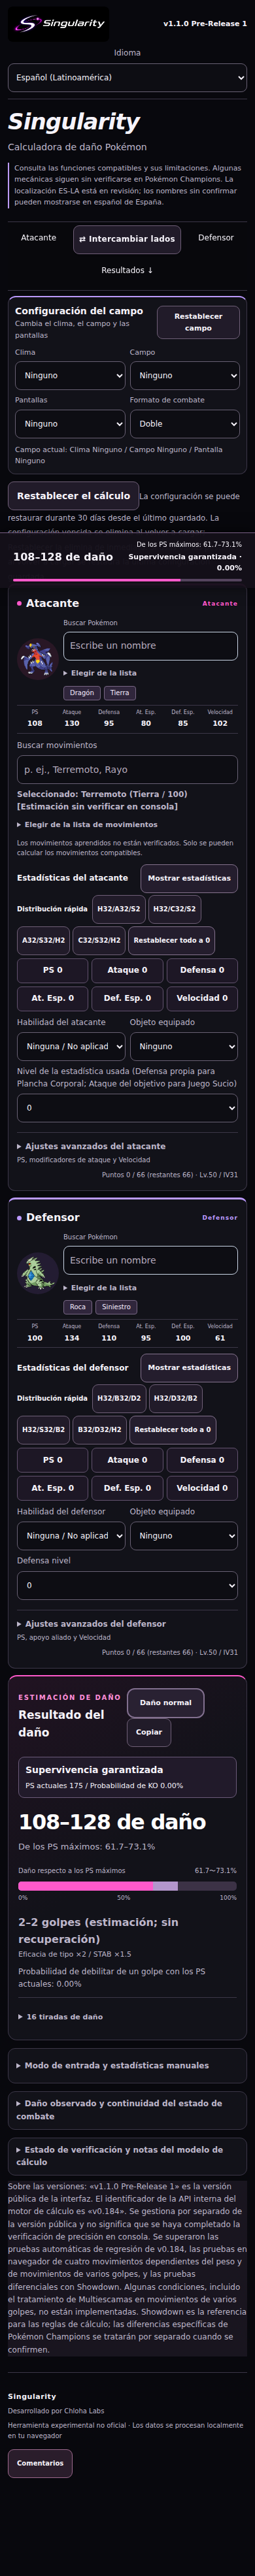 Singularity
v1.1.0 Pre-Release 1
Idioma
Español (Latinoamérica)
Singularity
Calculadora de daño Pokémon
Consulta las funciones compatibles y sus limitaciones. Algunas
mecánicas siguen sin verificarse en Pokémon Champions. La
localización ES-LA está en revisión; los nombres sin confirmar
pueden mostrarse en español de España.
Atacante
⇄ Intercambiar lados
Defensor
Resultados ↓
Configuración del campo
Cambia el clima, el campo y las
pantallas
Restablecer
campo
Clima
Campo
Ninguno
Ninguno
Pantallas
Formato de combate
Ninguno
Doble
Campo actual: Clima Ninguno / Campo Ninguno / Pantalla
Ninguno
Restablecer el cálculo
La configuración se puede
restaurar durante 30 días desde el último guardado. La
108–128 de daño
De los PS máximos: 61.7–73.1%
Supervivencia garantizada ·
0.00%
Atacante
Atacante
Buscar Pokémon
Escribe un nombre
▶ Elegir de la lista
Dragón
Tierra
PS
Ataque
Defensa
At. Esp.
Def. Esp.
Velocidad
108
130
95
80
85
102
Buscar movimientos
p. ej., Terremoto, Rayo
Seleccionado: Terremoto (Tierra / 100)
[Estimación sin verificar en consola]
▶ Elegir de la lista de movimientos
Los movimientos aprendidos no están verificados. Solo se pueden
calcular los movimientos compatibles.
Estadísticas del atacante
Mostrar estadísticas
Distribución rápida
H32/A32/S2
H32/C32/S2
A32/S32/H2
C32/S32/H2
Restablecer todo a 0
PS 0
Ataque 0
Defensa 0
At. Esp. 0
Def. Esp. 0
Velocidad 0
Habilidad del atacante
Objeto equipado
Ninguna / No aplicad
Ninguno
Nivel de la estadística usada (Defensa propia para
Plancha Corporal; Ataque del objetivo para Juego Sucio)
0
▶ Ajustes avanzados del atacante
PS, modificadores de ataque y Velocidad
Puntos 0 / 66 (restantes 66) · Lv.50 / IV31
Defensor
Defensor
Buscar Pokémon
Escribe un nombre
▶ Elegir de la lista
Roca
Siniestro
PS
Ataque
Defensa
At. Esp.
Def. Esp.
Velocidad
100
134
110
95
100
61
Estadísticas del defensor
Mostrar estadísticas
Distribución rápida
H32/B32/D2
H32/D32/B2
H32/S32/B2
B32/D32/H2
Restablecer todo a 0
PS 0
Ataque 0
Defensa 0
At. Esp. 0
Def. Esp. 0
Velocidad 0
Habilidad del defensor
Objeto equipado
Ninguna / No aplicad
Ninguno
Defensa nivel
0
▶ Ajustes avanzados del defensor
PS, apoyo aliado y Velocidad
Puntos 0 / 66 (restantes 66) · Lv.50 / IV31
ESTIMACIÓN DE DAÑO
Resultado del
daño
Daño normal
Copiar
Supervivencia garantizada
PS actuales 175 / Probabilidad de KO 0.00%
108–128 de daño
De los PS máximos: 61.7–73.1%
Daño respecto a los PS máximos
61.7~73.1%
0%
50%
100%
2–2 golpes (estimación; sin
recuperación)
Eficacia de tipo ×2 / STAB ×1.5
Probabilidad de debilitar de un golpe con los PS
actuales: 0.00%
▶ 16 tiradas de daño
▶ Modo de entrada y estadísticas manuales
▶ Daño observado y continuidad del estado de
combate
▶ Estado de verificación y notas del modelo de
cálculo
Sobre las versiones: «v1.1.0 Pre-Release 1» es la versión
pública de la interfaz. El identificador de la API interna del
motor de cálculo es «v0.184». Se gestiona por separado de
la versión pública y no significa que se haya completado la
verificación de precisión en consola. Se superaron las
pruebas automáticas de regresión de v0.184, las pruebas en
navegador de cuatro movimientos dependientes del peso y
de movimientos de varios golpes, y las pruebas
diferenciales con Showdown. Algunas condiciones, incluido
el tratamiento de Multiescamas en movimientos de varios
golpes, no están implementadas. Showdown es la referencia
para las reglas de cálculo; las diferencias específicas de
Pokémon Champions se tratarán por separado cuando se
confirmen.
Singularity
Desarrollado por Chloha Labs
Herramienta experimental no oficial · Los datos se procesan localmente
en tu navegador
Comentarios